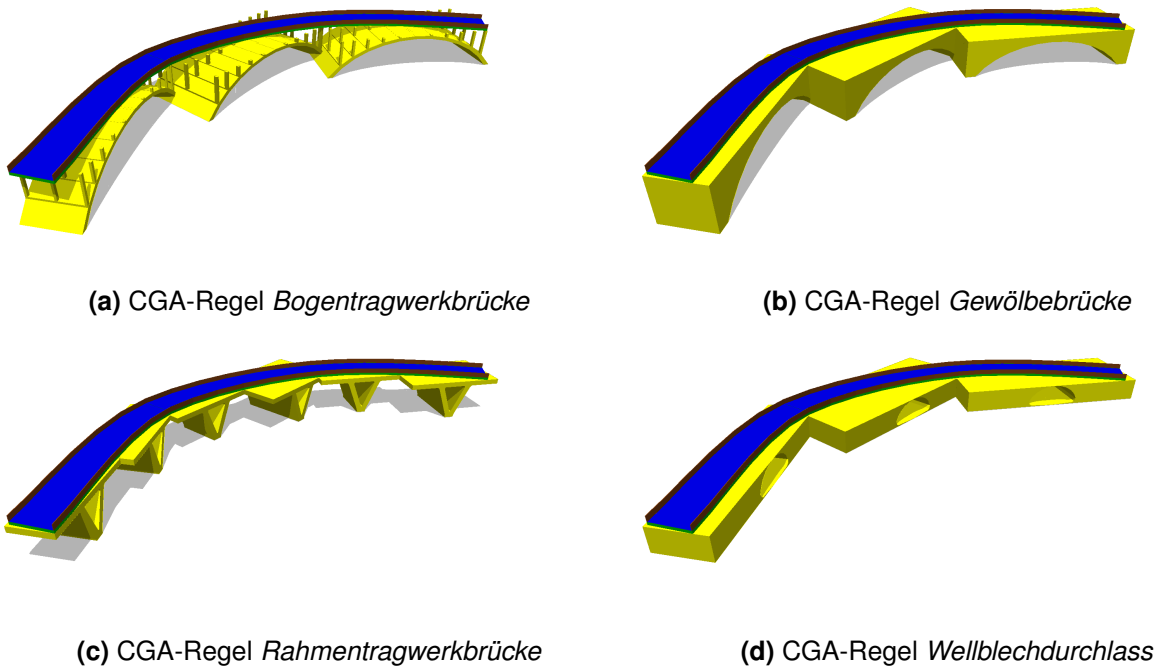 (a) CGA-Regel Bogentragwerkbrücke
(b) CGA-Regel Gewölbebrücke
(c) CGA-Regel Rahmentragwerkbrücke
(d) CGA-Regel Wellblechdurchlass